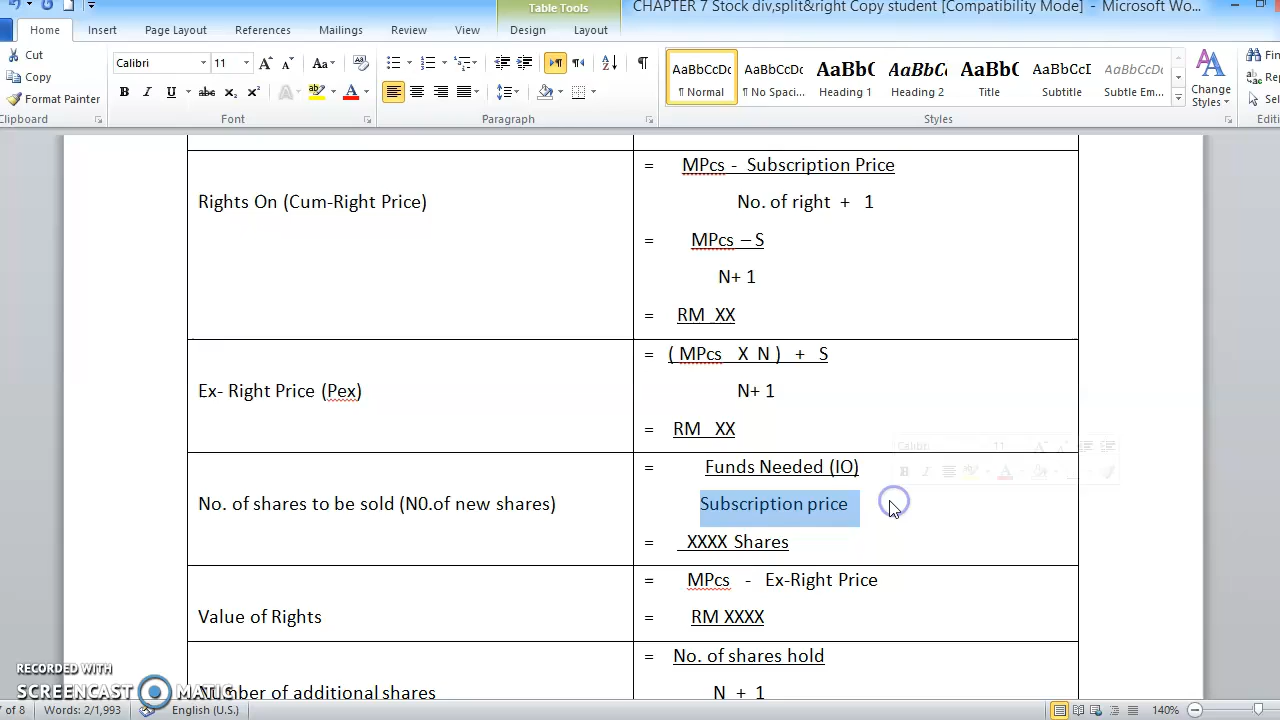 Table Tools
CHAPTER 7 Stock div,split&right Copy student [Compatibility Mode] - Microsoft Wo...
Home Insert Page Layout References Mailings Review View Design Layout
Cut
Copy
Format Painter
Clipboard
Calibri 11
Font
Paragraph
AaBbCcDc AaBbCcDc AaBbC AaBbCc AaBbC AaBbCcI AaBbCcDc
¶ Normal ¶ No Spaci... Heading 1 Heading 2 Title Subtitle Subtle Em...
Change
Styles
Styles
= MPcs - Subscription Price
Rights On (Cum-Right Price)
No. of right + 1
= MPcs – S
N+ 1
= RM XX
= ( MPcs X N ) + S
Ex- Right Price (Pex)
N+ 1
= RM XX
= Funds Needed (IO)
No. of shares to be sold (N0.of new shares)
Subscription price
= XXXX Shares
= MPcs - Ex-Right Price
Value of Rights
= RM XXXX
= No. of shares hold
of additional shares
N + 1
RECORDED WITH
SCREENCAST MATIC
of 8 Words: 2/1,993 English (U.S.) 140%